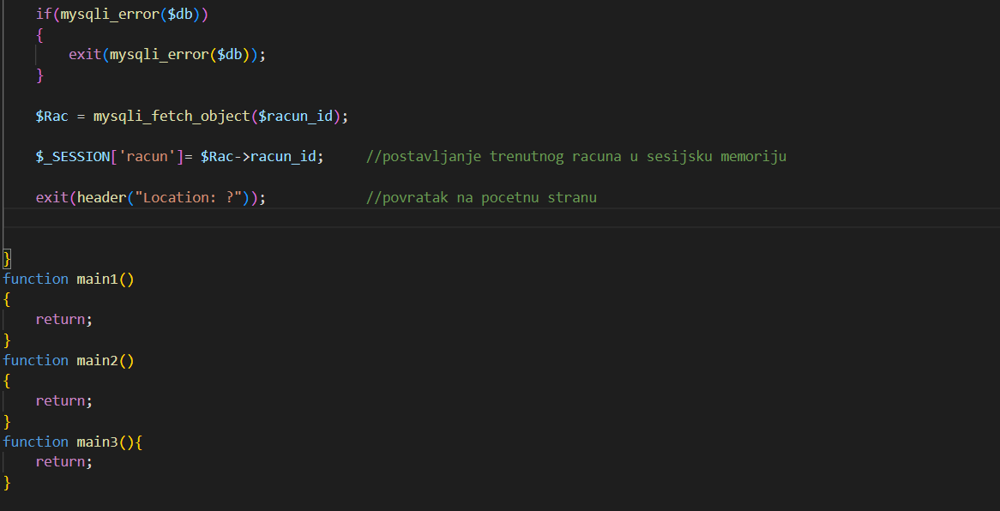 if(mysqli_error($db))
{
exit(mysqli_error($db));
}
$Rac = mysqli_fetch_object($racun_id);
$_SESSION['racun']= $Rac->racun_id; //postavljanje trenutnog racuna u sesijsku memoriju
exit(header("Location: ?")); //povratak na pocetnu stranu
}
function main1()
{
return;
}
function main2()
{
return;
}
function main3(){
return;
}